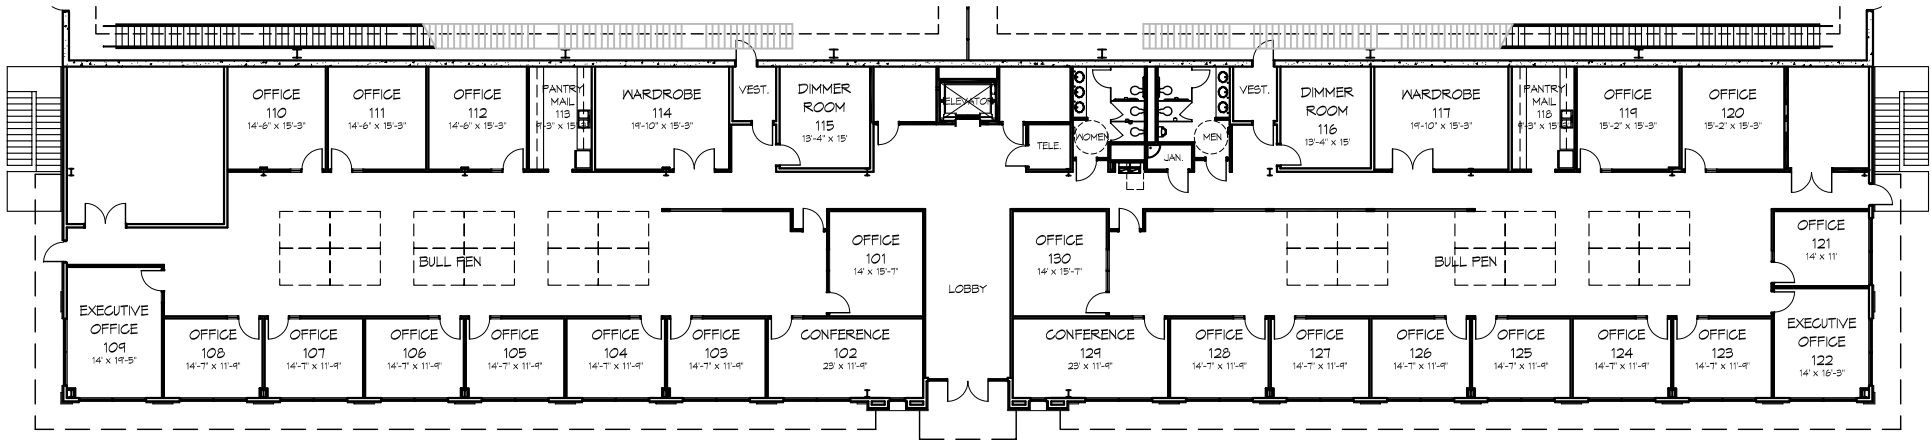 OFFICE
110
14'-6" x 15'-3"
OFFICE
111
14'-6" x 15'-3"
OFFICE
112
14'-6" x 15'-3"
PANTRY
MAIL
113
9'-3" x 15'-3"
WARDROBE
114
19'-10" x 15'-3"
VEST.
DIMMER
ROOM
115
13'-4" x 15'
ELEVATOR
TELE.
WOMEN
JAN.
MEN
VEST.
DIMMER
ROOM
116
13'-4" x 15'
WARDROBE
117
19'-10" x 15'-3"
PANTRY
MAIL
118
9'-3" x 15'-3"
OFFICE
119
15'-2" x 15'-3"
OFFICE
120
15'-2" x 15'-3"
BULL PEN
OFFICE
101
14' x 15'-7"
LOBBY
OFFICE
130
14' x 15'-7"
BULL PEN
OFFICE
121
14' x 11'
EXECUTIVE
OFFICE
109
14' x 19'-5"
OFFICE
108
14'-7" x 11'-9"
OFFICE
107
14'-7" x 11'-9"
OFFICE
106
14'-7" x 11'-9"
OFFICE
105
14'-7" x 11'-9"
OFFICE
104
14'-7" x 11'-9"
OFFICE
103
14'-7" x 11'-9"
CONFERENCE
102
23' x 11'-9"
CONFERENCE
129
23' x 11'-9"
OFFICE
128
14'-7" x 11'-9"
OFFICE
127
14'-7" x 11'-9"
OFFICE
126
14'-7" x 11'-9"
OFFICE
125
14'-7" x 11'-9"
OFFICE
124
14'-7" x 11'-9"
OFFICE
123
14'-7" x 11'-9"
EXECUTIVE
OFFICE
122
14' x 16'-3"